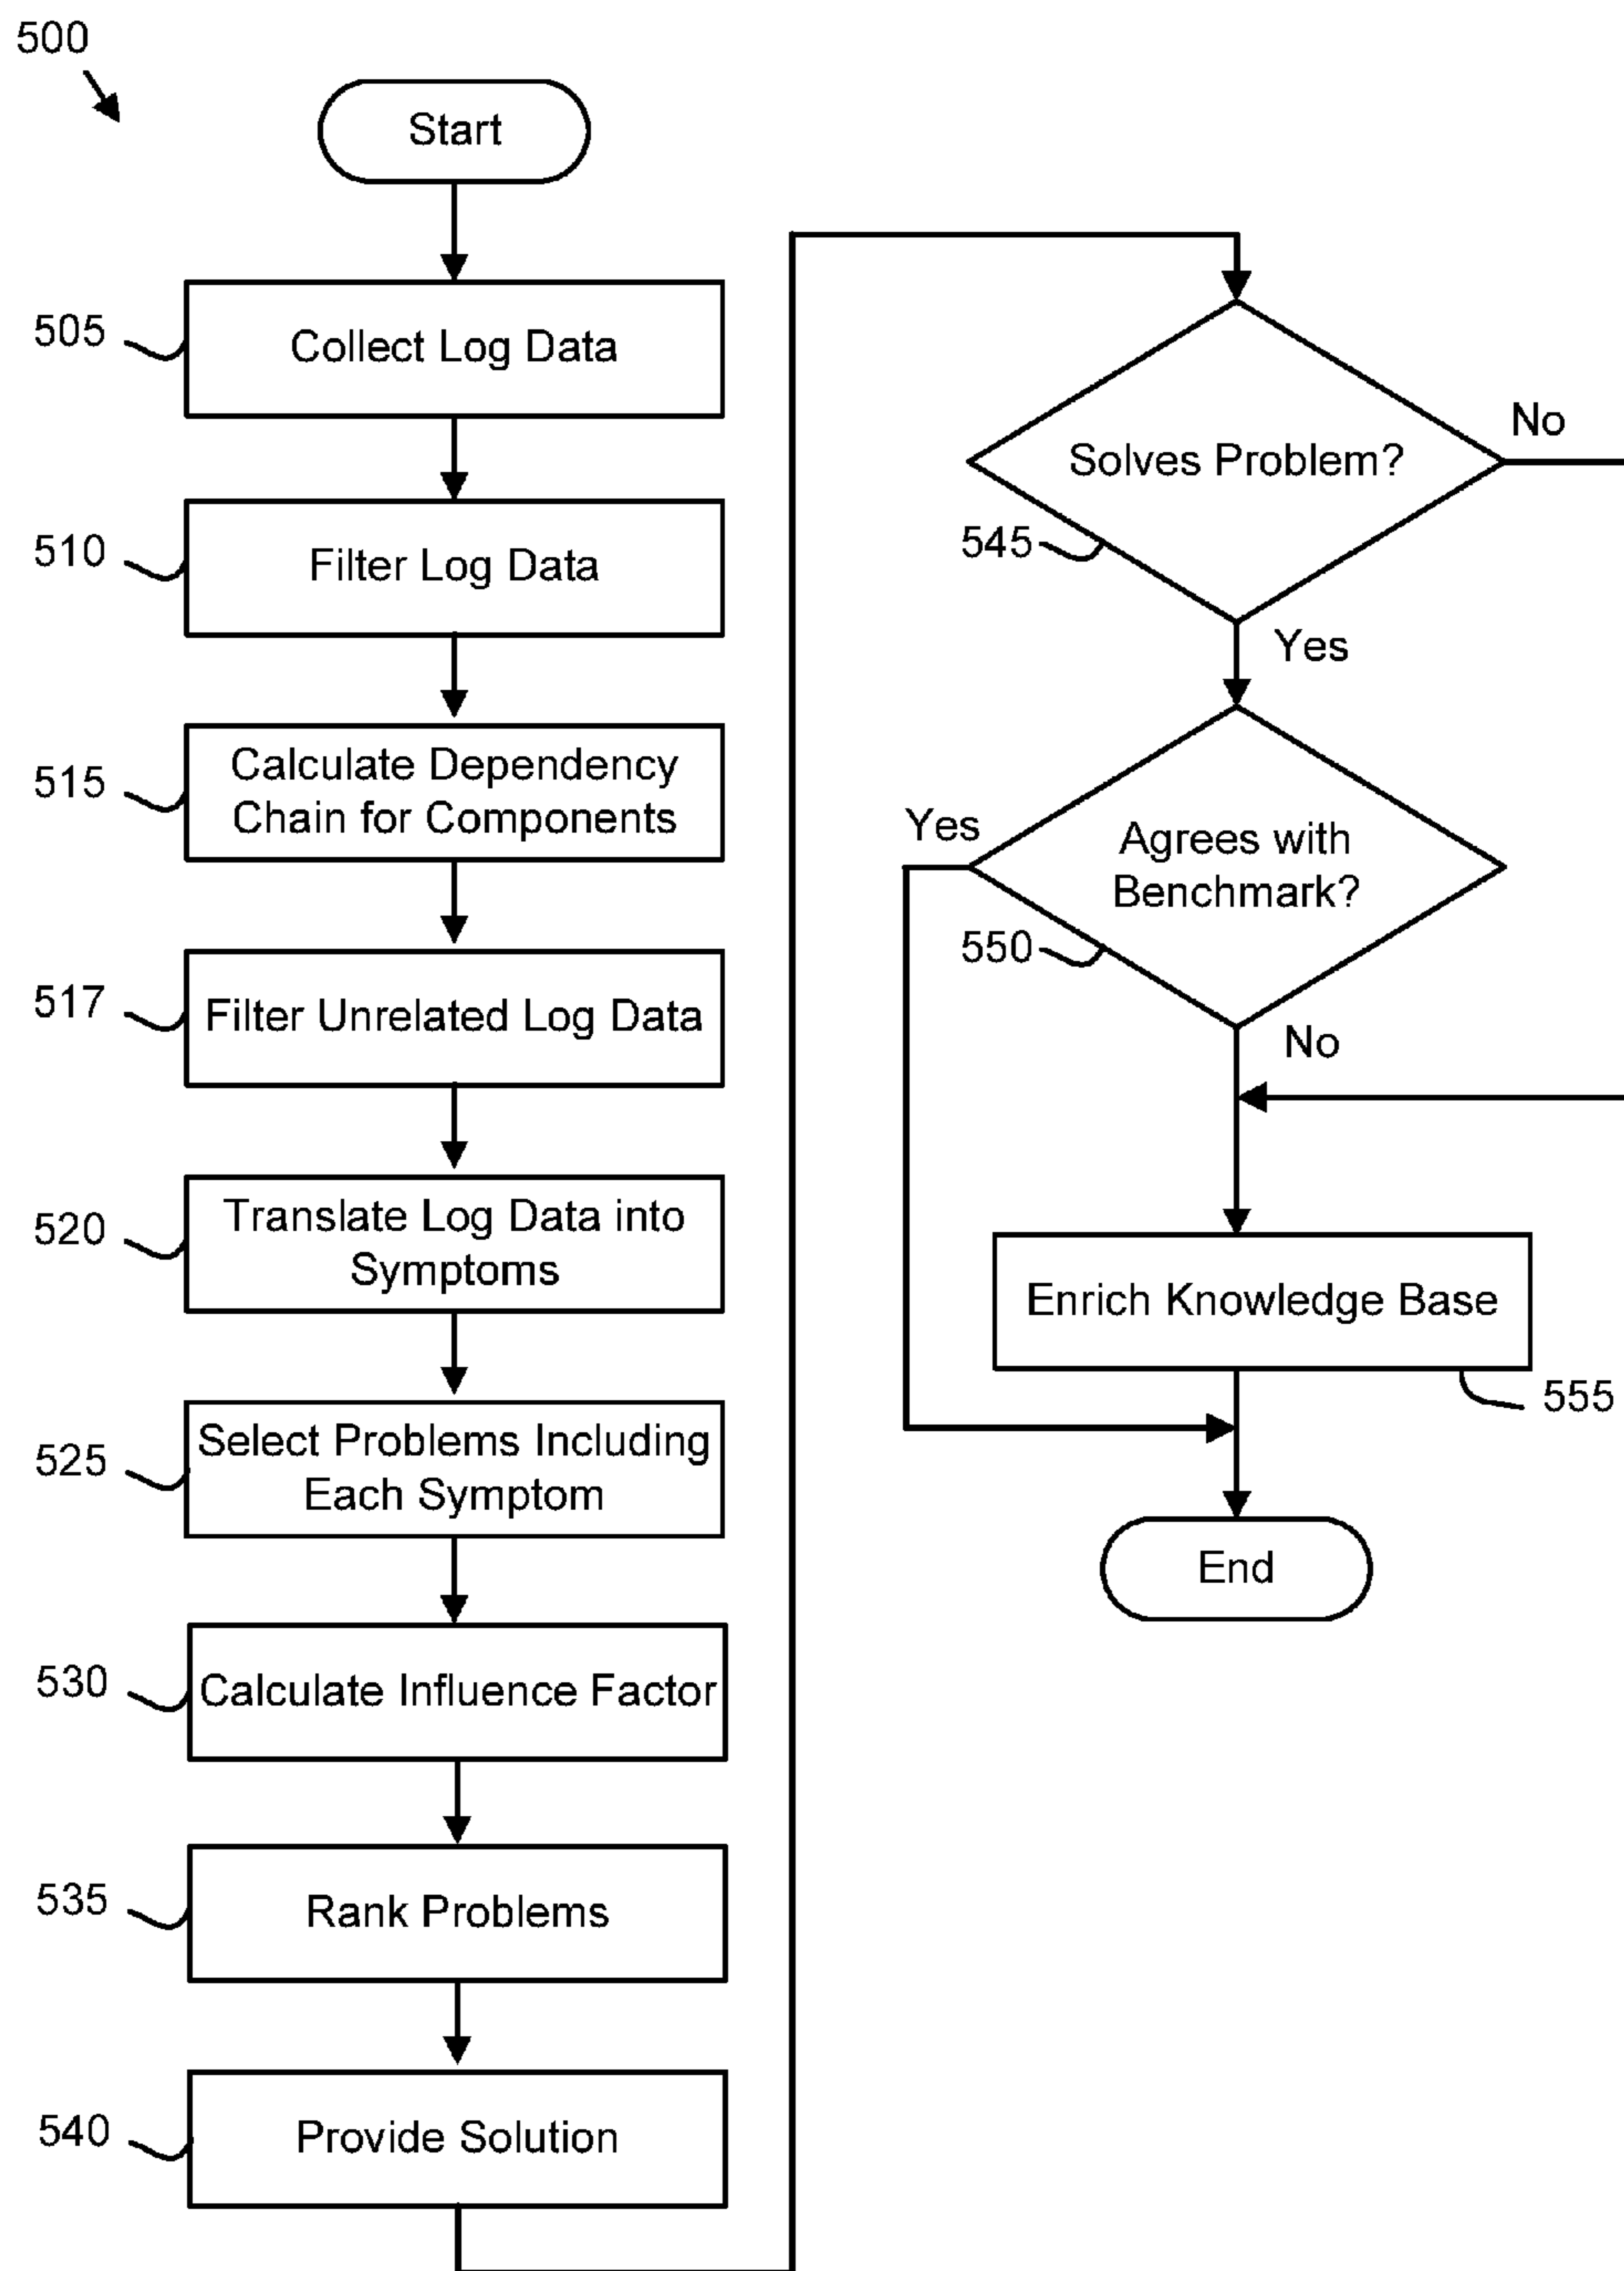 500
Start
505
Collect Log Data
510
Filter Log Data
515
Calculate Dependency
Chain for Components
517
Filter Unrelated Log Data
520
Translate Log Data into
Symptoms
525
Select Problems Including
Each Symptom
530
Calculate Influence Factor
535
Rank Problems
540
Provide Solution
Solves Problem?
No
545
Yes
Agrees with
Benchmark?
Yes
550
No
Enrich Knowledge Base
555
End